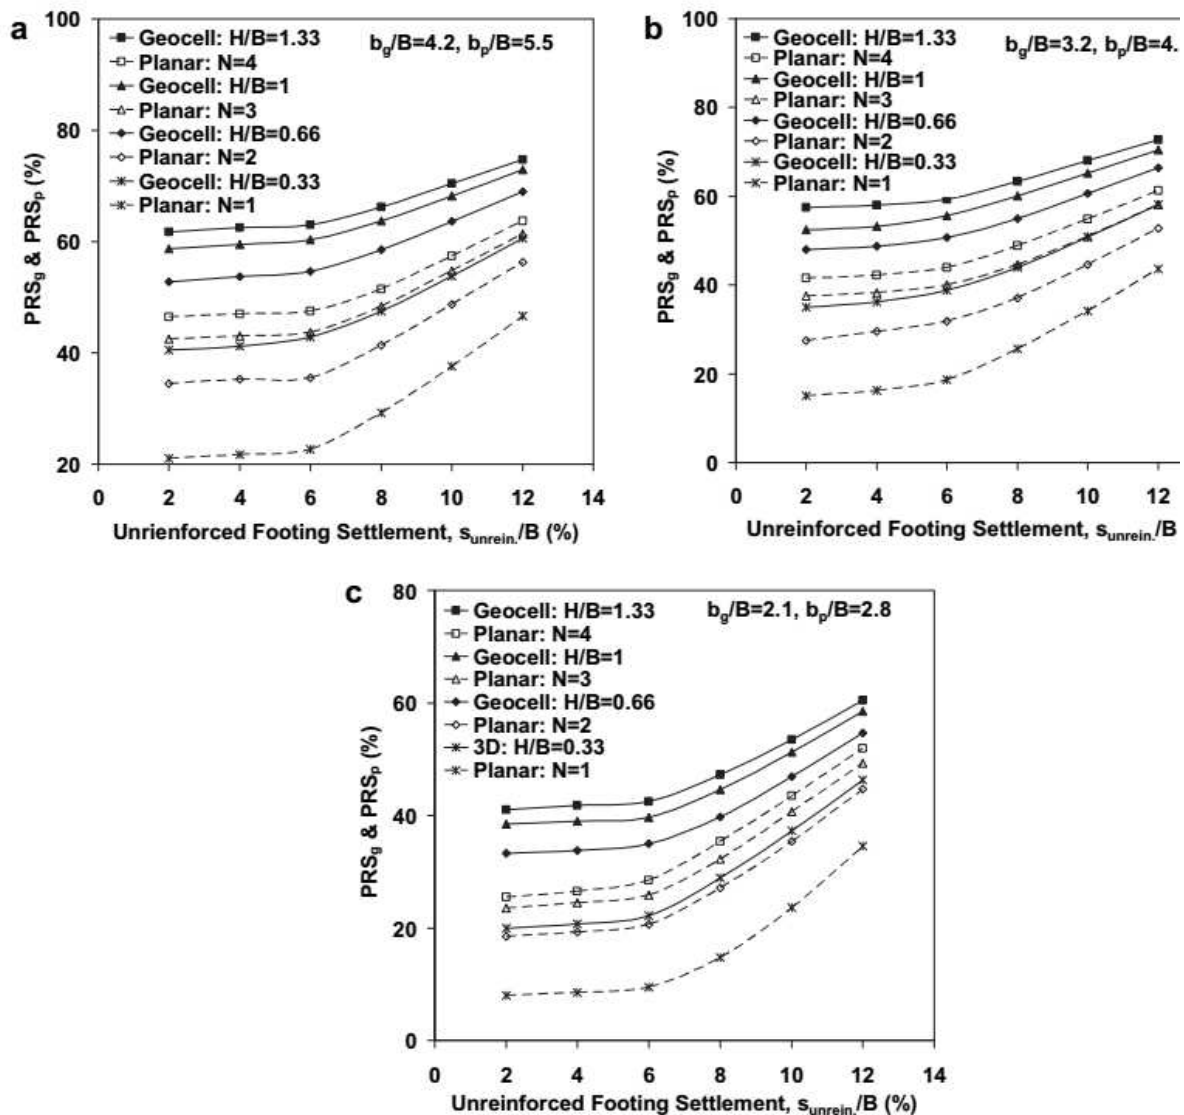 a
b_g/B=4.2, b_p/B=5.5
Geocell: H/B=1.33
Planar: N=4
Geocell: H/B=1
Planar: N=3
Geocell: H/B=0.66
Planar: N=2
Geocell: H/B=0.33
Planar: N=1
PRS_g & PRS_p (%)
100
80
60
40
20
0 2 4 6 8 10 12 14
Unrienforced Footing Settlement, s_unrein./B (%)
b
b_g/B=3.2, b_p/B=4.
Geocell: H/B=1.33
Planar: N=4
Geocell: H/B=1
Planar: N=3
Geocell: H/B=0.66
Planar: N=2
Geocell: H/B=0.33
Planar: N=1
PRS_g & PRS_p (%)
100
80
60
40
20
0
0 2 4 6 8 10 12
Unreinforced Footing Settlement, s_unrein./B
c
b_g/B=2.1, b_p/B=2.8
Geocell: H/B=1.33
Planar: N=4
Geocell: H/B=1
Planar: N=3
Geocell: H/B=0.66
Planar: N=2
3D: H/B=0.33
Planar: N=1
PRS_g & PRS_p (%)
80
60
40
20
0
0 2 4 6 8 10 12 14
Unreinforced Footing Settlement, s_unrein./B (%)